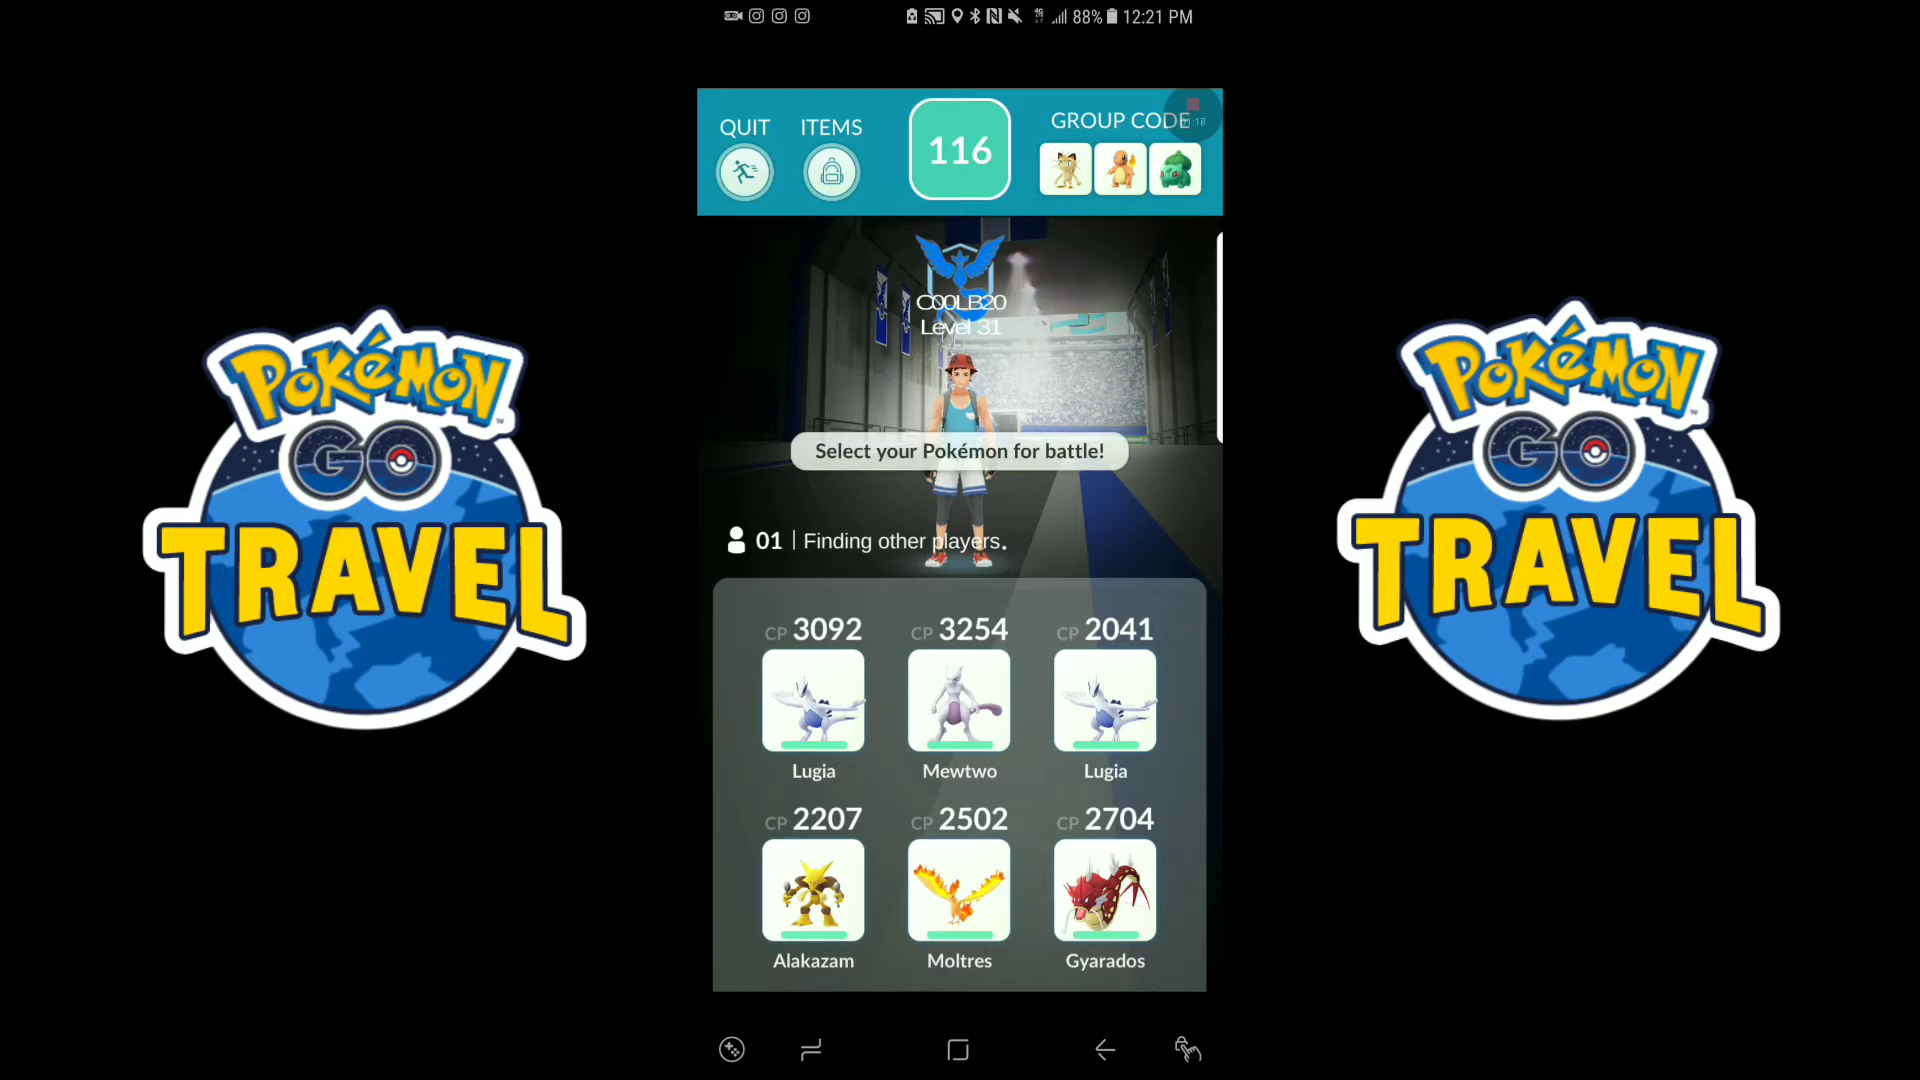 88% 12:21 PM
QUIT ITEMS 116 GROUP CODE
C00LB20
Level 31
Select your Pokémon for battle!
01 | Finding other players.
CP 3092 CP 3254 CP 2041
Lugia Mewtwo Lugia
CP 2207 CP 2502 CP 2704
Alakazam Moltres Gyarados
POKéMON
GO
TRAVEL
POKéMON
GO
TRAVEL